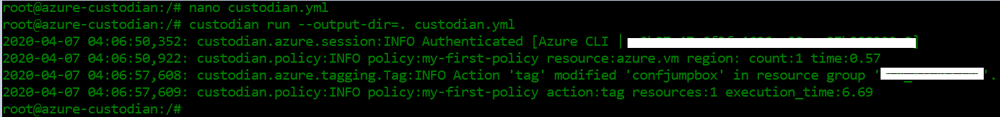 root@azure-custodian:/# nano custodian.yml
root@azure-custodian:/# custodian run --output-dir=. custodian.yml
2020-04-07 04:06:50,352: custodian.azure.session:INFO Authenticated [Azure CLI | ]
2020-04-07 04:06:50,922: custodian.policy:INFO policy:my-first-policy resource:azure.vm region: count:1 time:0.57
2020-04-07 04:06:57,608: custodian.azure.tagging.Tag:INFO Action 'tag' modified 'confjumpbox' in resource group ' '.
2020-04-07 04:06:57,609: custodian.policy:INFO policy:my-first-policy action:tag resources:1 execution_time:6.69
root@azure-custodian:/#